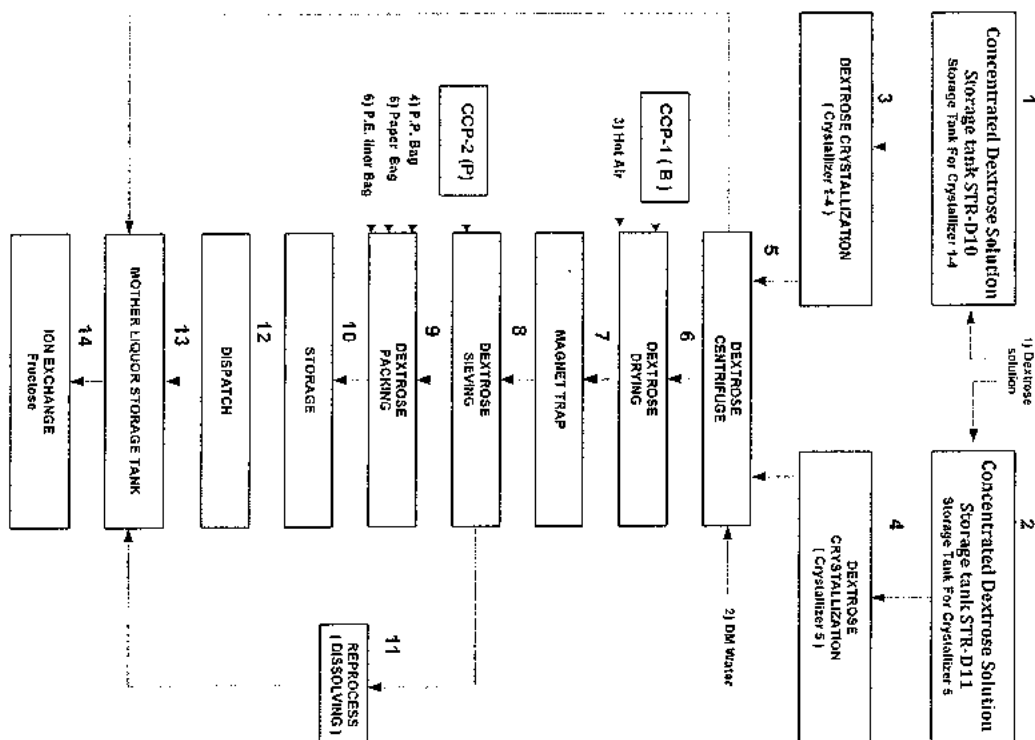 1) Dextrose
solution
1
Concentrated Dextrose Solution
Storage tank STR-D10
Storage Tank For Crystallizer 1-4
2
Concentrated Dextrose Solution
Storage tank STR-D11
Storage Tank For Crystallizer 5
3
DEXTROSE CRYSTALLIZATION
( Crystallizer 1-4 )
4
DEXTROSE
CRYSTALLIZATION
( Crystallizer 5 )
5
DEXTROSE
CENTRIFUGE
2) DM Water
6
DEXTROSE
DRYING
CCP-1 ( B )
3) Hot Air
7
MAGNET TRAP
8
DEXTROSE
SIEVING
CCP-2 (P)
9
DEXTROSE
PACKING
4) P.P. Bag
5) Paper Bag
6) P.E. liner Bag
10
STORAGE
11
REPROCESS
( DISSOLVING )
12
DISPATCH
13
MOTHER LIQUOR STORAGE TANK
14
ION EXCHANGE
Fructose